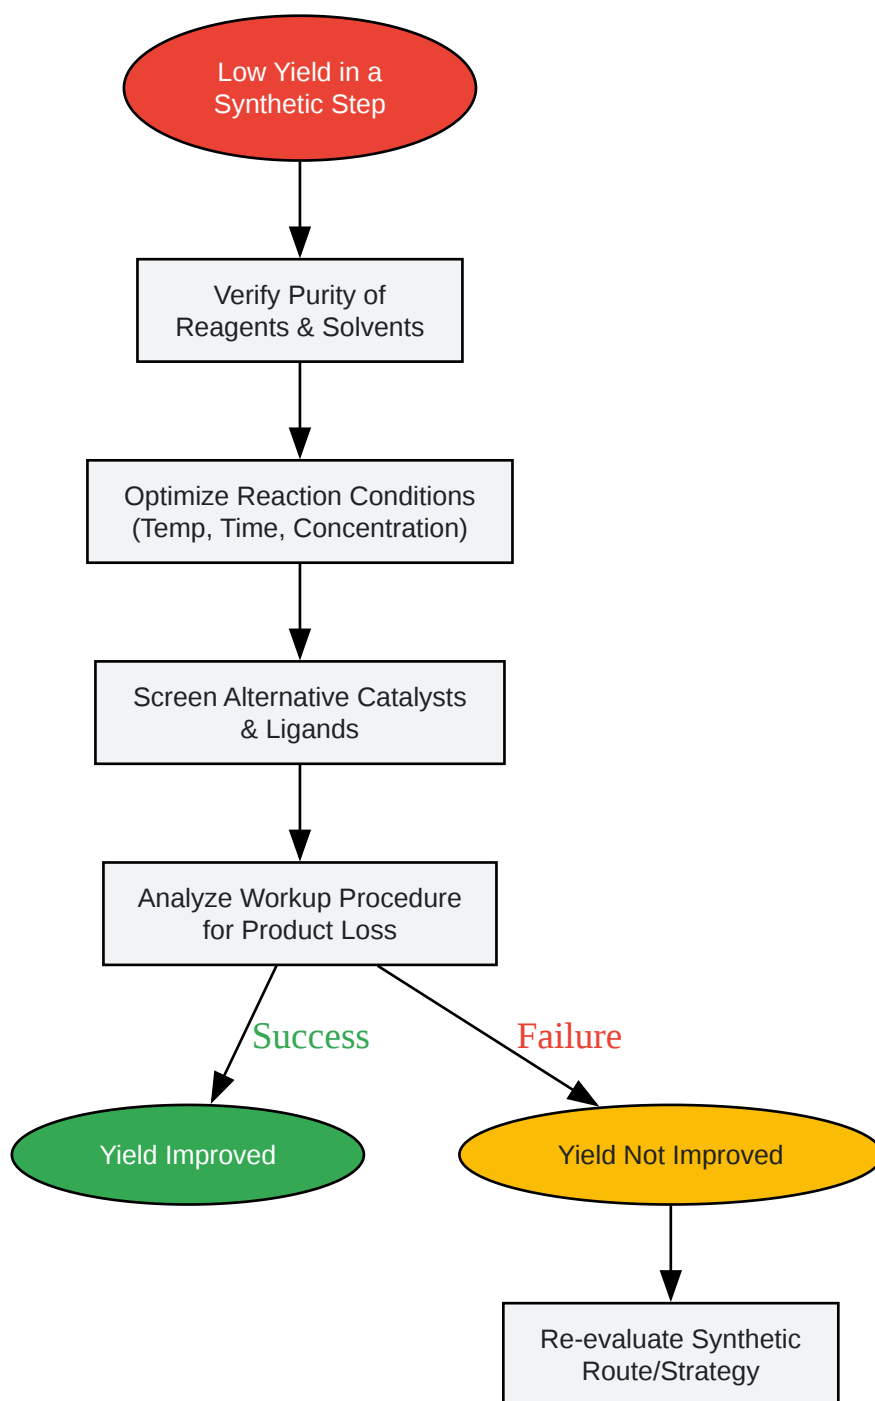 Low Yield in a
Synthetic Step
Verify Purity of
Reagents & Solvents
Optimize Reaction Conditions
(Temp, Time, Concentration)
Screen Alternative Catalysts
& Ligands
Analyze Workup Procedure
for Product Loss
Success
Failure
Yield Improved
Yield Not Improved
Re-evaluate Synthetic
Route/Strategy